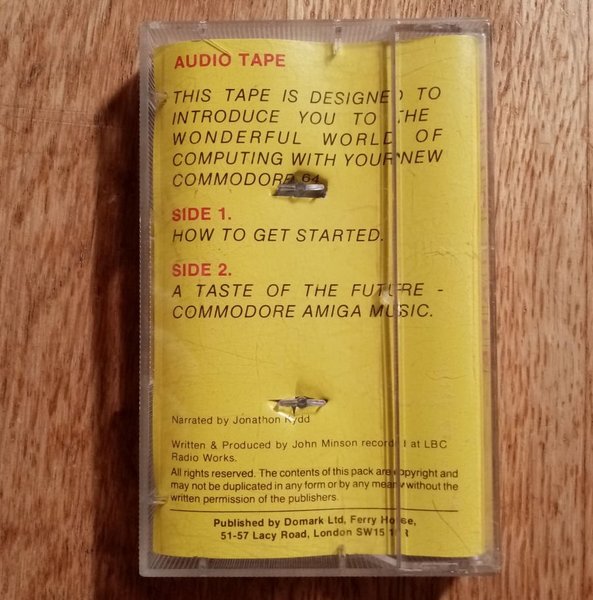 AUDIO TAPE
THIS TAPE IS DESIGNED TO
INTRODUCE YOU TO THE
WONDERFUL WORLD OF
COMPUTING WITH YOUR NEW
COMMODORE 64.
SIDE 1.
HOW TO GET STARTED.
SIDE 2.
A TASTE OF THE FUTURE -
COMMODORE AMIGA MUSIC.
Narrated by Jonathon Kydd
Written & Produced by John Minson recorded at LBC
Radio Works.
All rights reserved. The contents of this pack are copyright and
may not be duplicated in any form or by any means without the
written permission of the publishers.
Published by Domark Ltd, Ferry House,
51-57 Lacy Road, London SW15